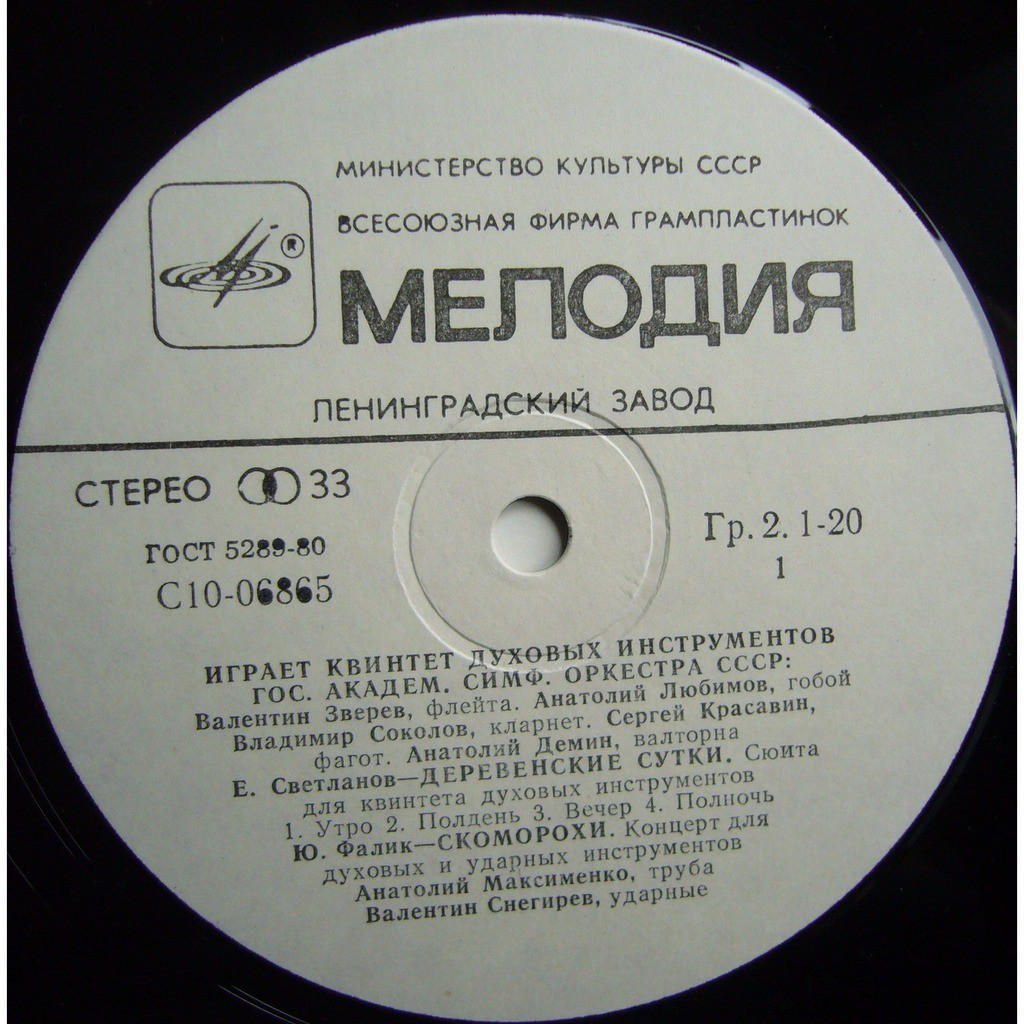 МИНИСТЕРСТВО КУЛЬТУРЫ СССР
ВСЕСОЮЗНАЯ ФИРМА ГРАМПЛАСТИНОК
®
МЕЛОДИЯ
ЛЕНИНГРАДСКИЙ ЗАВОД
СТЕРЕО 33
ГОСТ 5289-80
С10-06865
Гр. 2. 1-20
1
ИГРАЕТ КВИНТЕТ ДУХОВЫХ ИНСТРУМЕНТОВ
ГОС. АКАДЕМ. СИМФ. ОРКЕСТРА СССР:
Валентин Зверев, флейта. Анатолий Любимов, гобой
Владимир Соколов, кларнет. Сергей Красавин,
фагот. Анатолий Демин, валторна
Е. Светланов—ДЕРЕВЕНСКИЕ СУТКИ. Сюита
для квинтета духовых инструментов
1. Утро 2. Полдень 3. Вечер 4. Полночь
Ю. Фалик—СКОМОРОХИ. Концерт для
духовых и ударных инструментов
Анатолий Максименко, труба
Валентин Снегирев, ударные